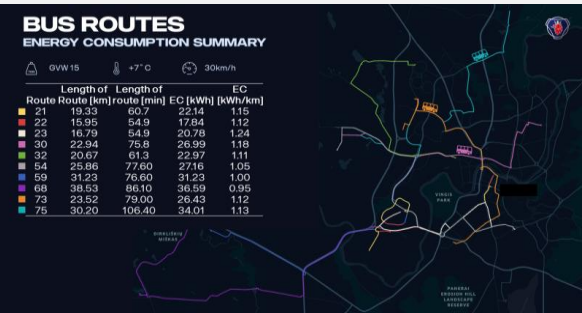 BUS ROUTES
ENERGY CONSUMPTION SUMMARY
GVW 15 +7°C 30km/h
Length of Length of EC
Route Route [km] route [min] EC [kWh] [kWh/km]
21 19.33 60.7 22.14 1.15
22 15.95 54.9 17.84 1.12
23 16.79 54.9 20.78 1.24
30 22.94 75.8 26.99 1.18
32 20.67 61.3 22.97 1.11
54 25.86 77.60 27.16 1.05
59 31.23 76.60 31.23 1.00
68 38.53 86.10 36.59 0.95
73 23.52 79.00 26.43 1.12
75 30.20 106.40 34.01 1.13
VINGIS
PARK
MIŠKAS
PANERIAI
EROSION HILL
LANDSCAPE
RESERVE